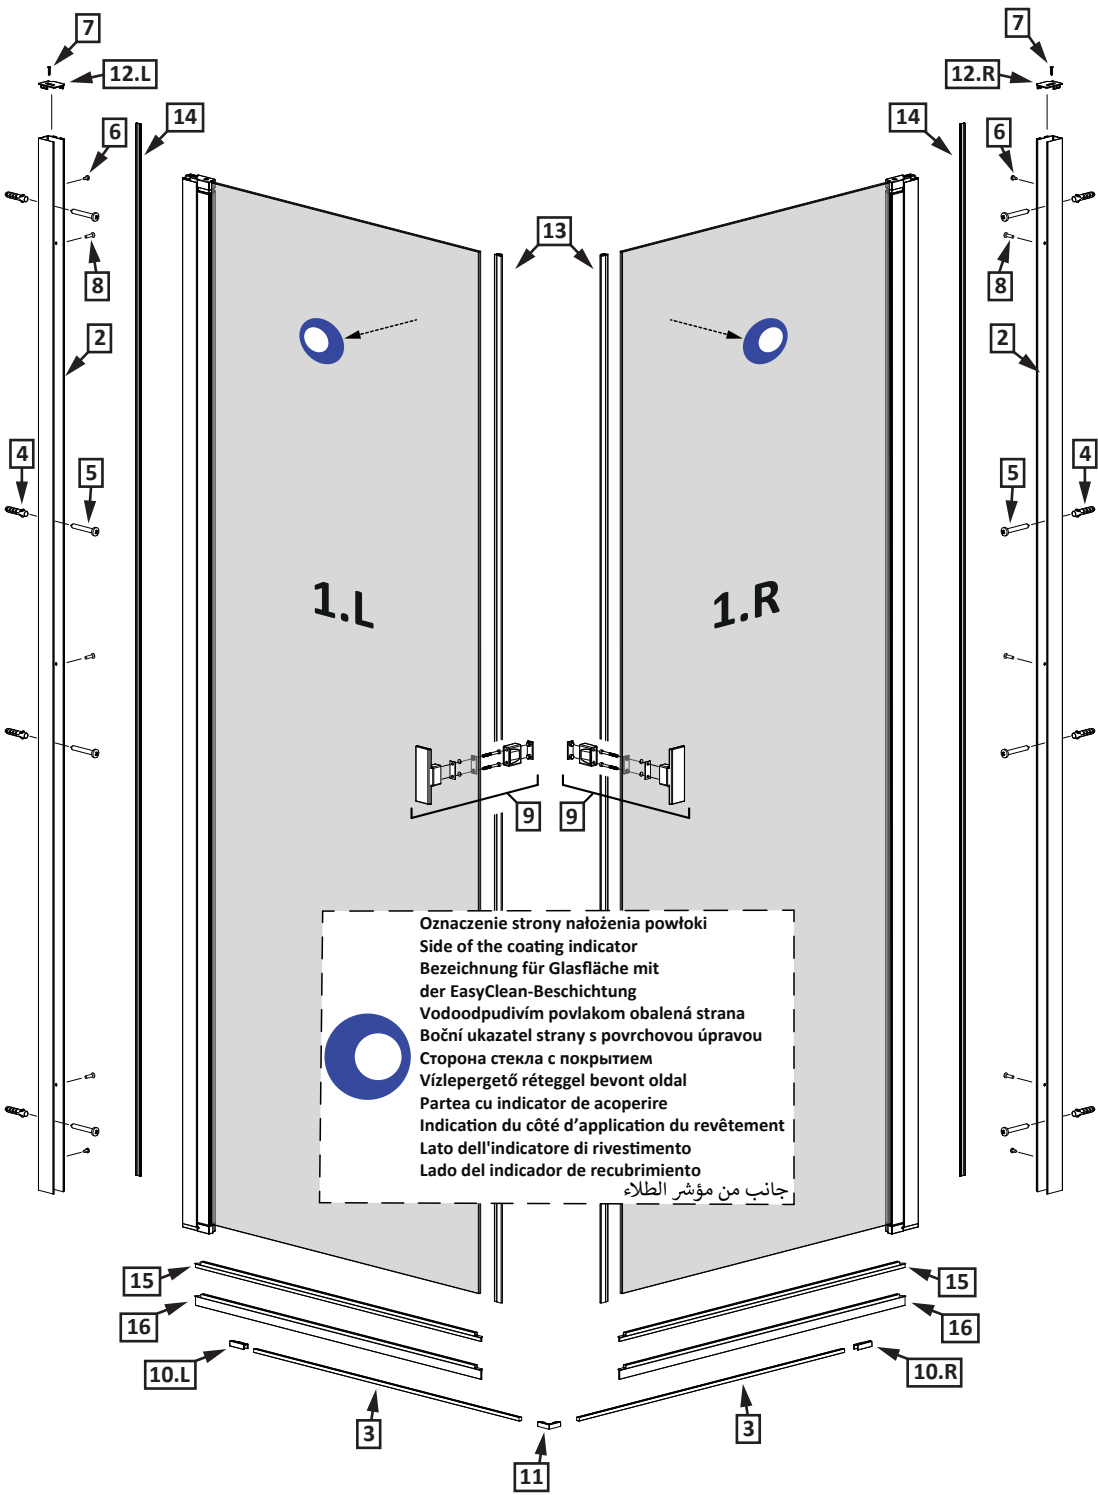 7
7
12.L
12.R
14
14
6
6
13
8
8
2
2
4
5
5
4
1.L
1.R
9
9
Oznaczenie strony nałożenia powłoki
Side of the coating indicator
Bezeichnung für Glasfläche mit
der EasyClean-Beschichtung
Vodoodpudivím povlakom obalená strana
Boční ukazatel strany s povrchovou úpravou
Сторона стекла с покрытием
Vízlepergető réteggel bevont oldal
Partea cu indicator de acoperire
Indication du côté d’application du revêtement
Lato dell'indicatore di rivestimento
Lado del indicador de recubrimiento
جانب من مؤشر الطلاء
15
15
16
16
10.L
10.R
3
3
11